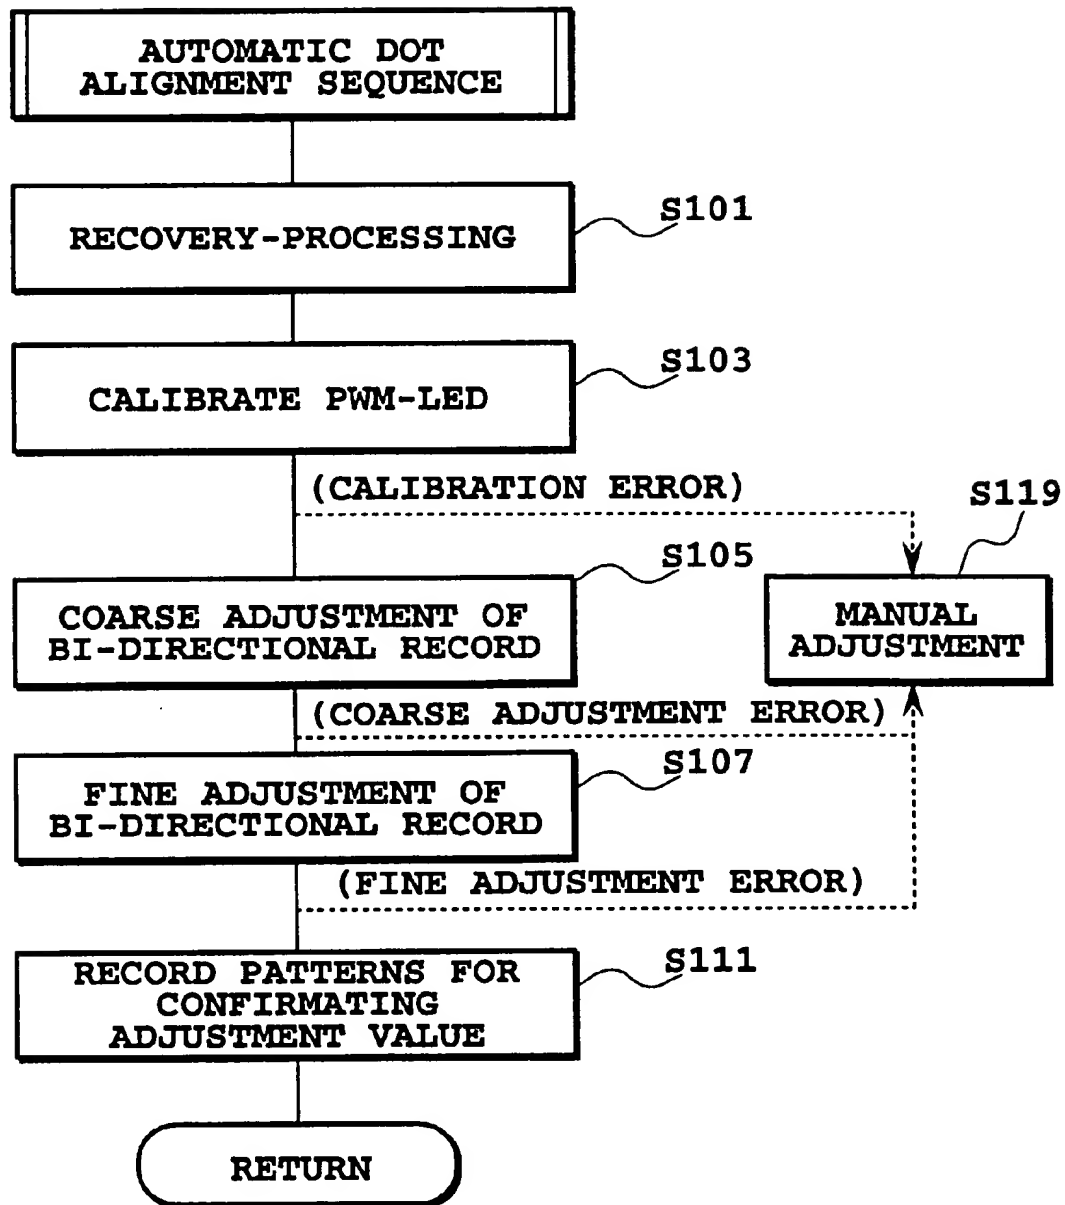 AUTOMATIC DOT
ALIGNMENT SEQUENCE
RECOVERY-PROCESSING
S101
CALIBRATE PWM-LED
S103
(CALIBRATION ERROR)
S119
MANUAL
ADJUSTMENT
S105
COARSE ADJUSTMENT OF
BI-DIRECTIONAL RECORD
(COARSE ADJUSTMENT ERROR)
S107
FINE ADJUSTMENT OF
BI-DIRECTIONAL RECORD
(FINE ADJUSTMENT ERROR)
S111
RECORD PATTERNS FOR
CONFIRMATING
ADJUSTMENT VALUE
RETURN